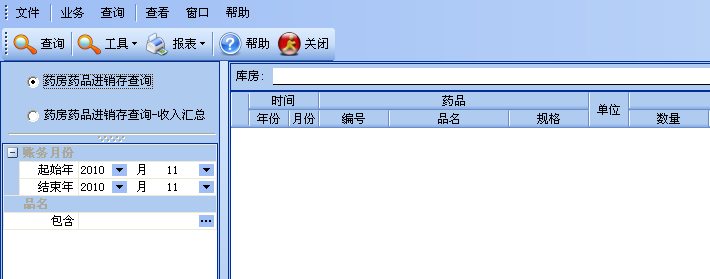 文件 业务 查询 查看 窗口 帮助
查询 工具 报表 帮助 关闭
药房药品进销存查询
药房药品进销存查询-收入汇总
账务月份
起始年 2010 月 11
结束年 2010 月 11
品名
包含
库房:
时间 药品 单位
年份 月份 编号 品名 规格 数量